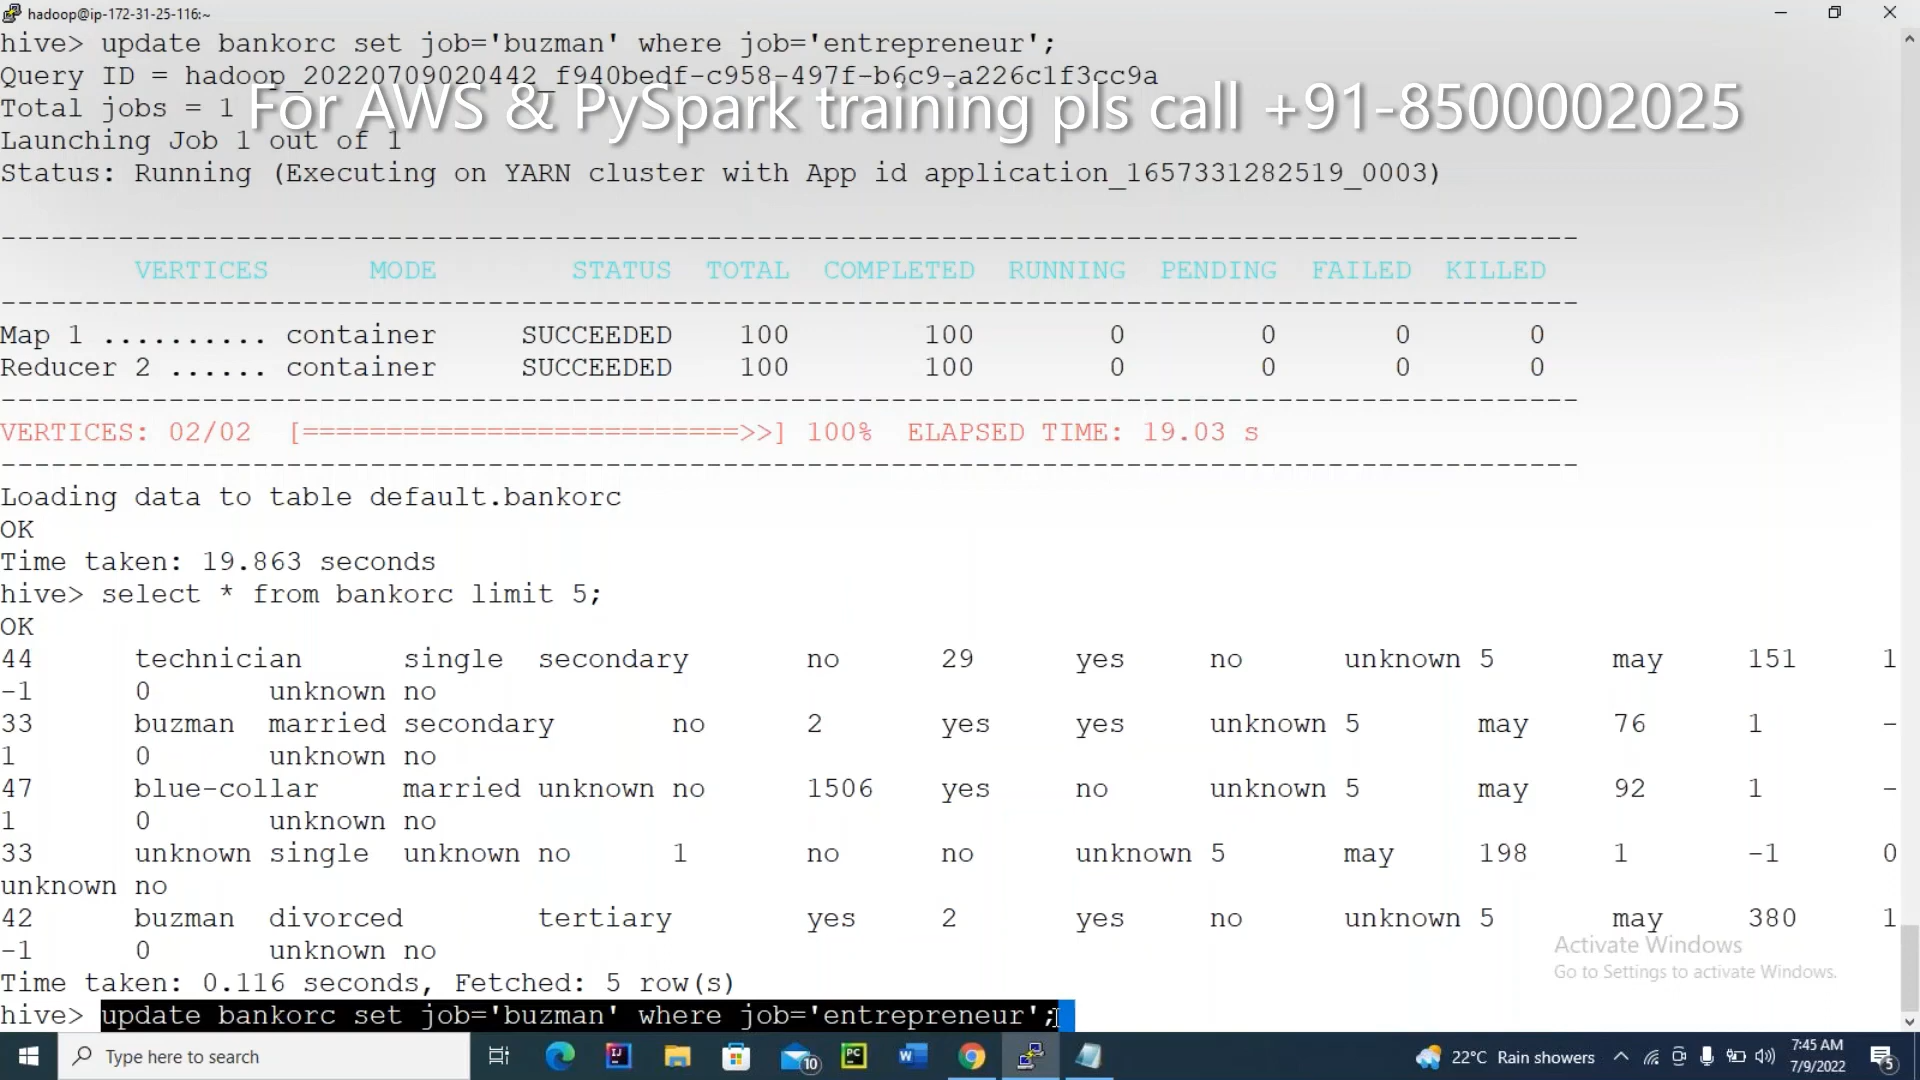 hadoop@ip-172-31-25-116:~
hive> update bankorc set job='buzman' where job='entrepreneur';
Query ID = hadoop_20220709020442_f940bedf-c958-497f-b6c9-a226c1f3cc9a
Total jobs = 1
For AWS & PySpark training pls call +91-8500002025
Launching Job 1 out of 1
Status: Running (Executing on YARN cluster with App id application_1657331282519_0003)
----------------------------------------------------------------------------------------------
VERTICES MODE STATUS TOTAL COMPLETED RUNNING PENDING FAILED KILLED
----------------------------------------------------------------------------------------------
Map 1 .......... container SUCCEEDED 100 100 0 0 0 0
Reducer 2 ...... container SUCCEEDED 100 100 0 0 0 0
----------------------------------------------------------------------------------------------
VERTICES: 02/02 [==========================>>] 100% ELAPSED TIME: 19.03 s
----------------------------------------------------------------------------------------------
Loading data to table default.bankorc
OK
Time taken: 19.863 seconds
hive> select * from bankorc limit 5;
OK
44 technician single secondary no 29 yes no unknown 5 may 151 1
-1 0 unknown no
33 buzman married secondary no 2 yes yes unknown 5 may 76 1 -
1 0 unknown no
47 blue-collar married unknown no 1506 yes no unknown 5 may 92 1 -
1 0 unknown no
33 unknown single unknown no 1 no no unknown 5 may 198 1 -1 0
unknown no
42 buzman divorced tertiary yes 2 yes no unknown 5 may 380 1
-1 0 unknown no
Activate Windows
Go to Settings to activate Windows.
Time taken: 0.116 seconds, Fetched: 5 row(s)
hive> update bankorc set job='buzman' where job='entrepreneur';
Type here to search
10
22°C Rain showers
7:45 AM
7/9/2022
5